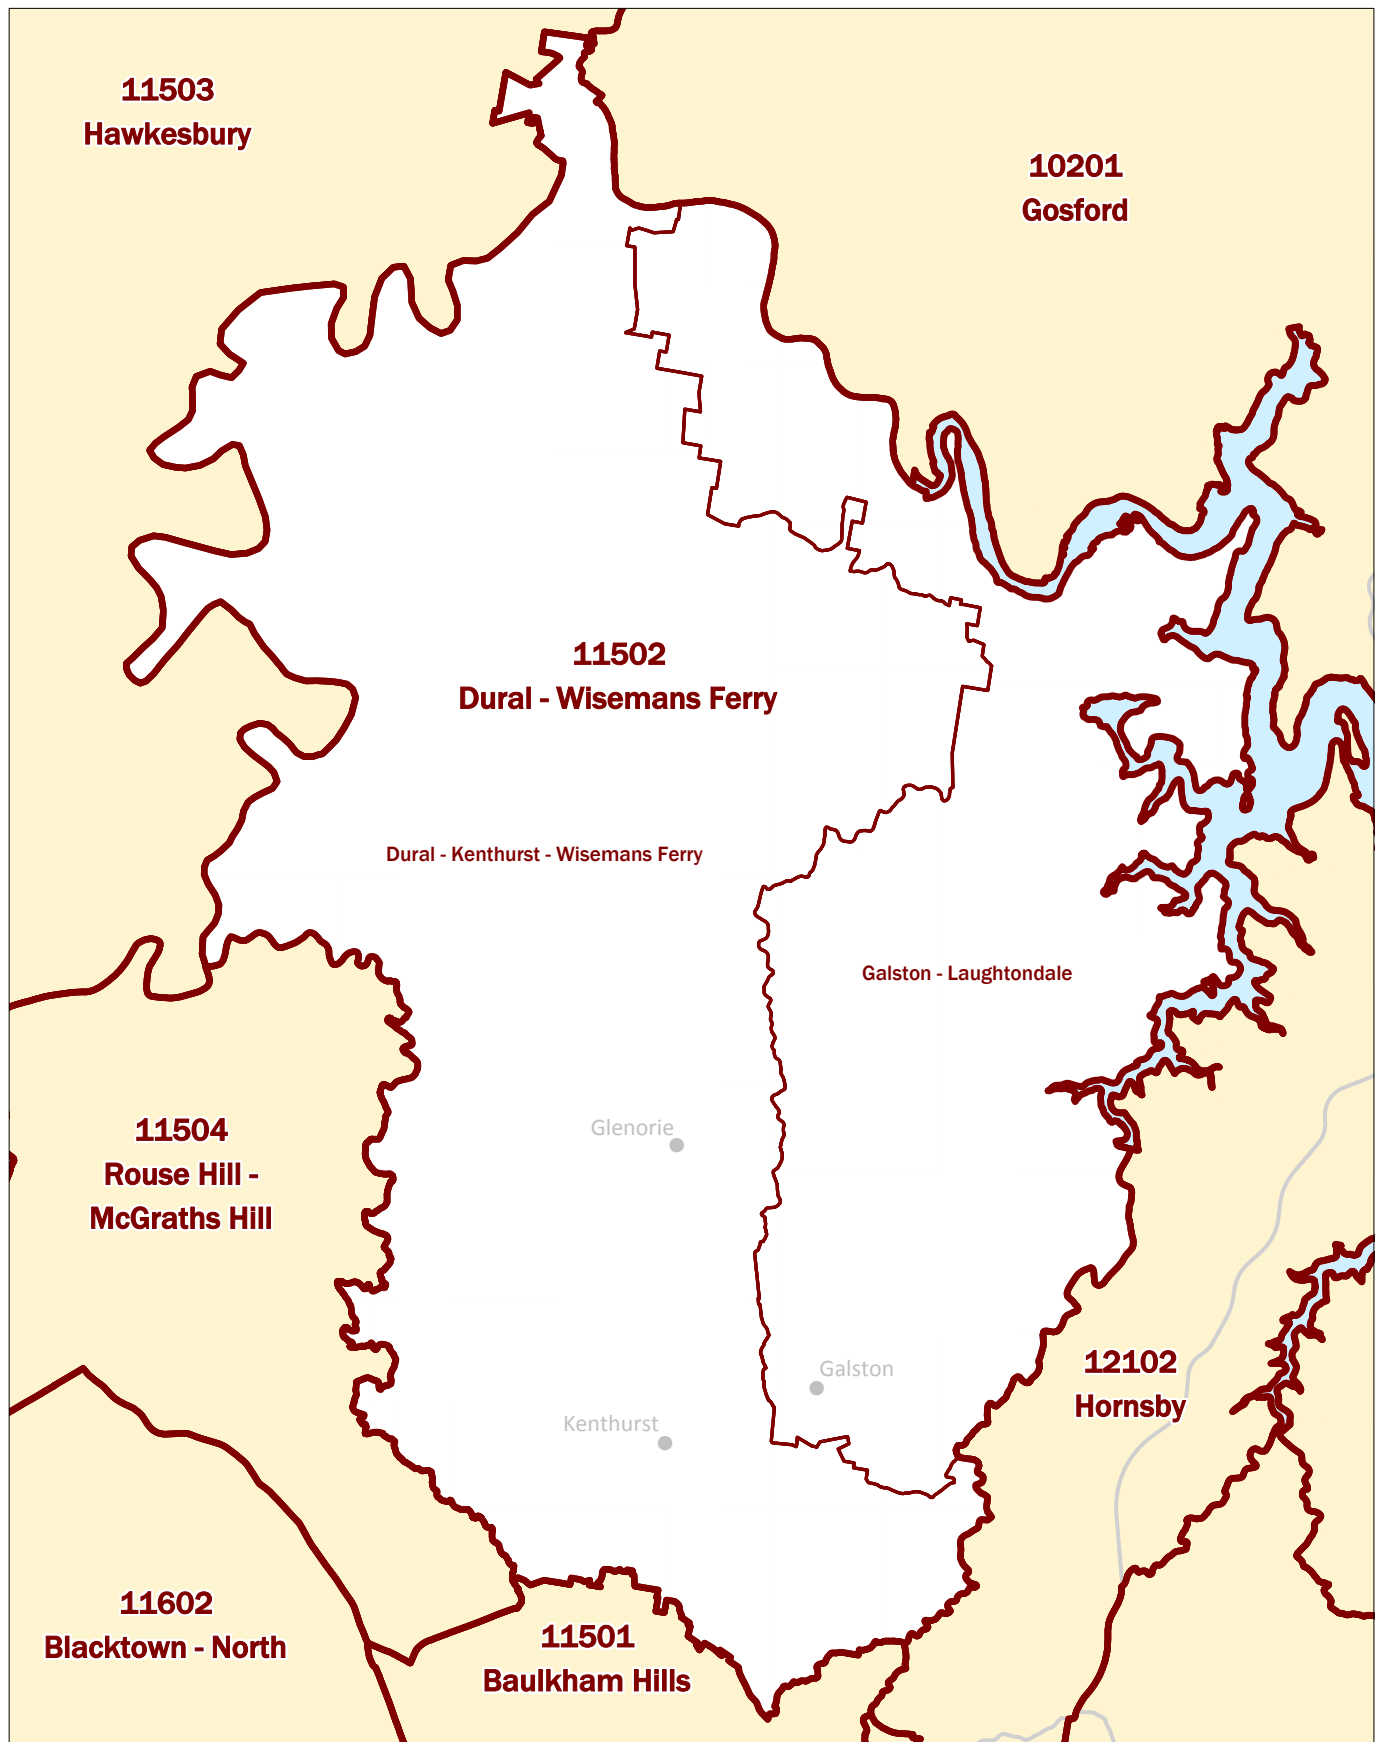 11503
Hawkesbury
10201
Gosford
11502
Dural - Wisemans Ferry
Dural - Kenthurst - Wisemans Ferry
Galston - Laughtondale
Glenorie
11504
Rouse Hill -
McGraths Hill
Galston
12102
Hornsby
Kenthurst
11602
Blacktown - North
11501
Baulkham Hills